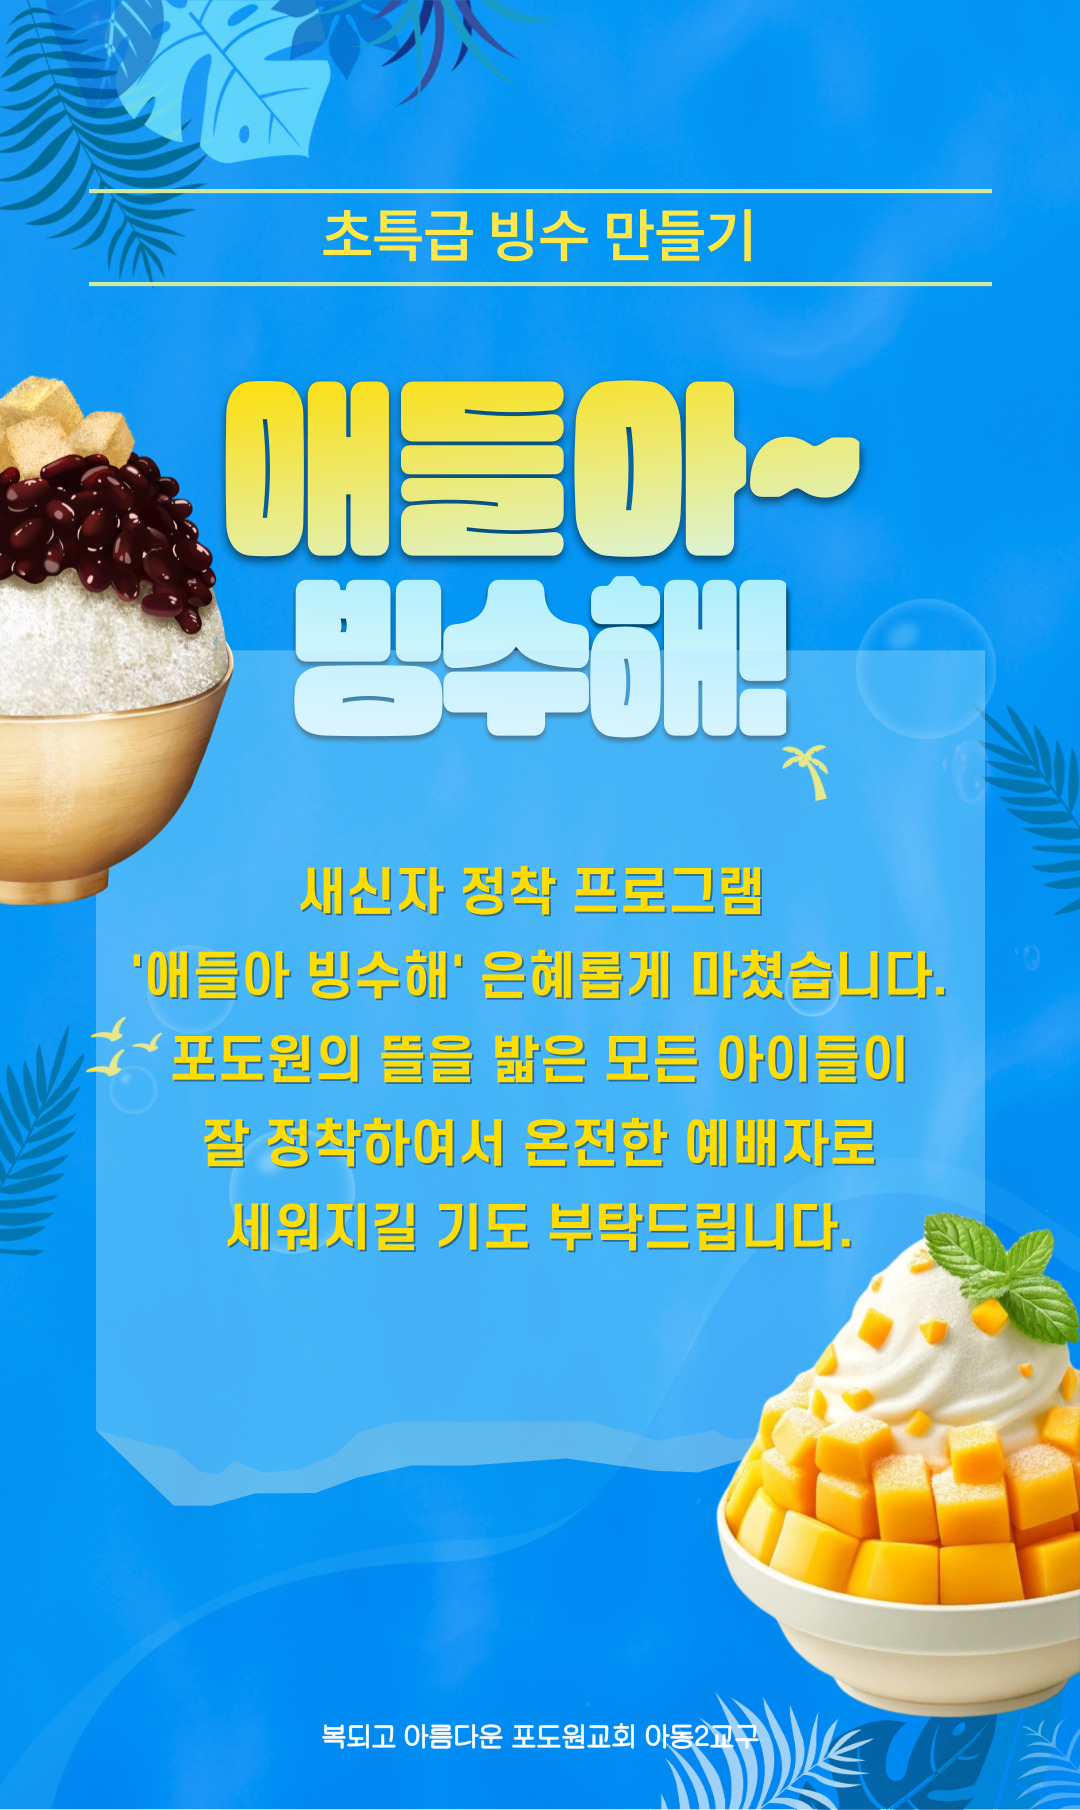 초특급 빙수 만들기
애들아~
빙수해!
새신자 정착 프로그램
'애들아 빙수해' 은혜롭게 마쳤습니다.
포도원의 뜰을 밟은 모든 아이들이
잘 정착하여서 온전한 예배자로
세워지길 기도 부탁드립니다.
복되고 아름다운 포도원교회 아동2교구